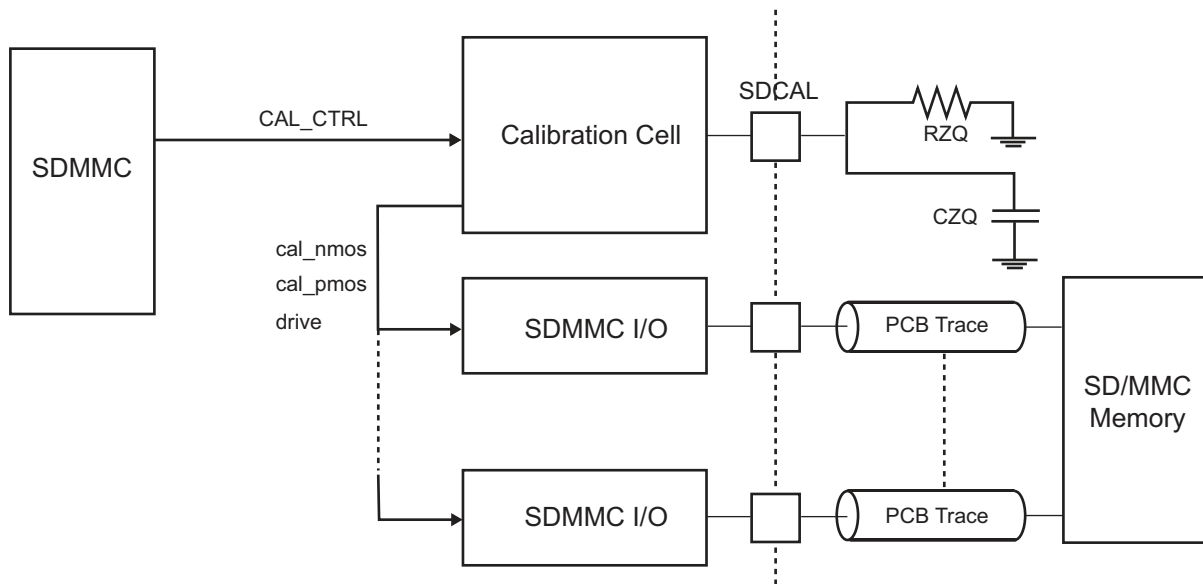 SDMMC
CAL_CTRL
Calibration Cell
SDCAL
RZQ
CZQ
cal_nmos
cal_pmos
drive
SDMMC I/O
PCB Trace
SD/MMC
Memory
SDMMC I/O
PCB Trace